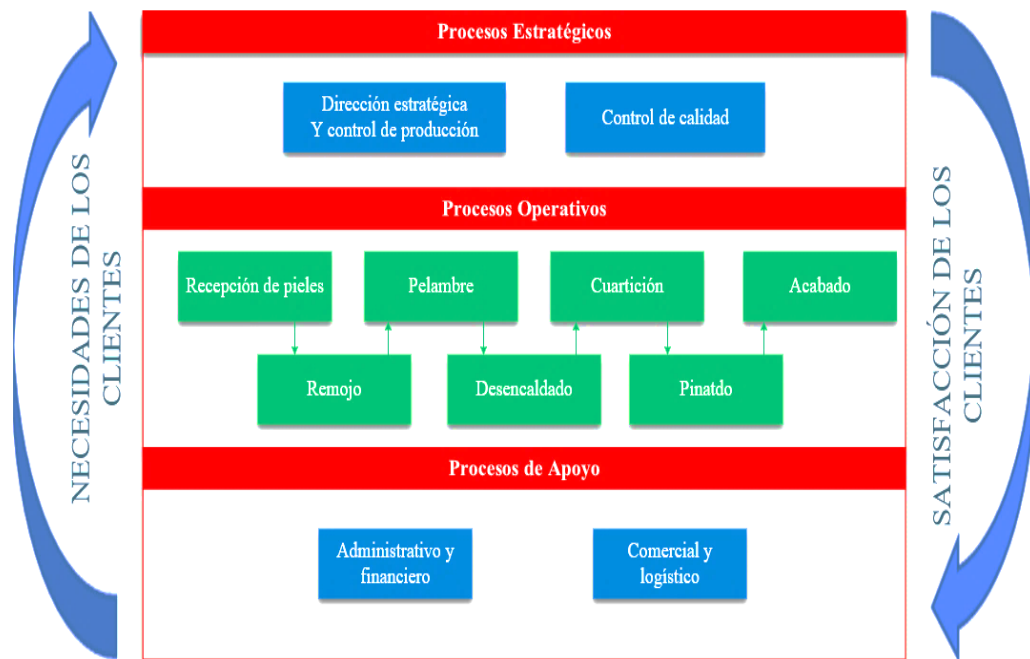 Procesos Estratégicos
Dirección estratégica
Y control de producción
Control de calidad
NECESIDADES DE LOS
CLIENTES
Procesos Operativos
Recepción de pieles
Pelambre
Cuartición
Acabado
Remojo
Desencaldado
Pinatdo
Procesos de Apoyo
Administrativo y
financiero
Comercial y
logístico
SATISFACCIÓN DE LOS
CLIENTES